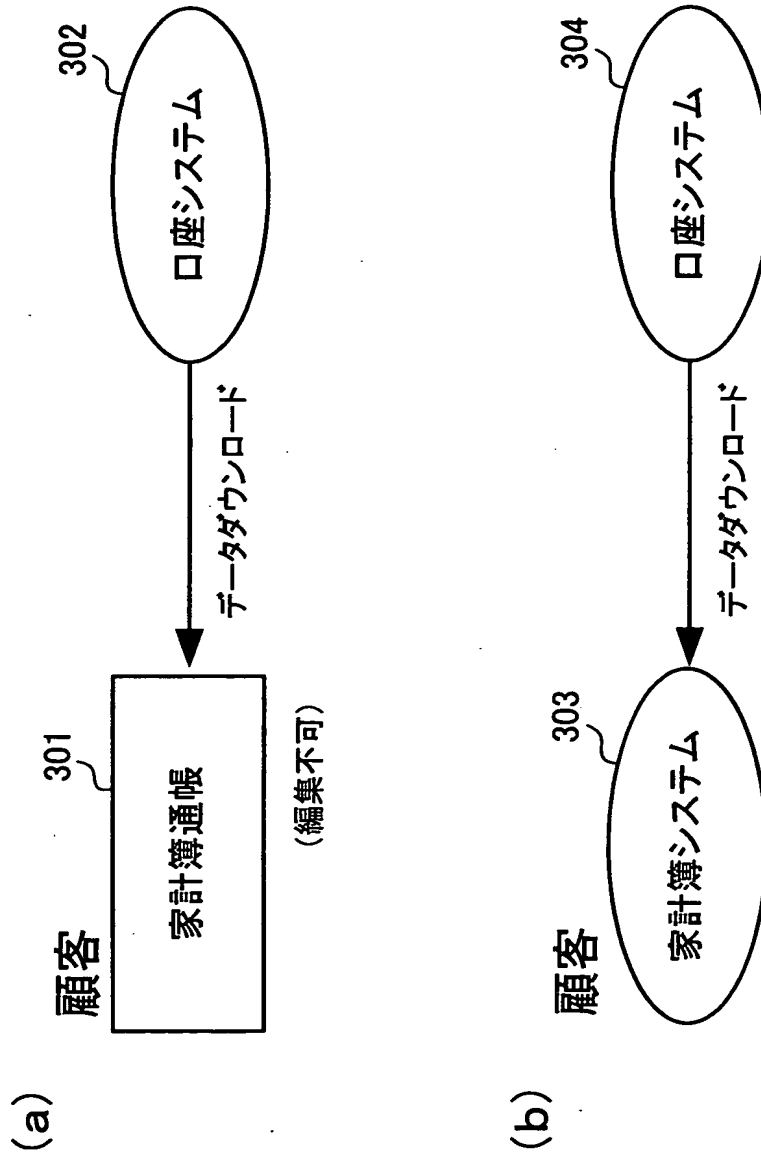 (a)
顧客
301
家計簿通帳
(編集不可)
データダウンロード
302
口座システム
(b)
顧客
303
家計簿システム
データダウンロード
304
口座システム